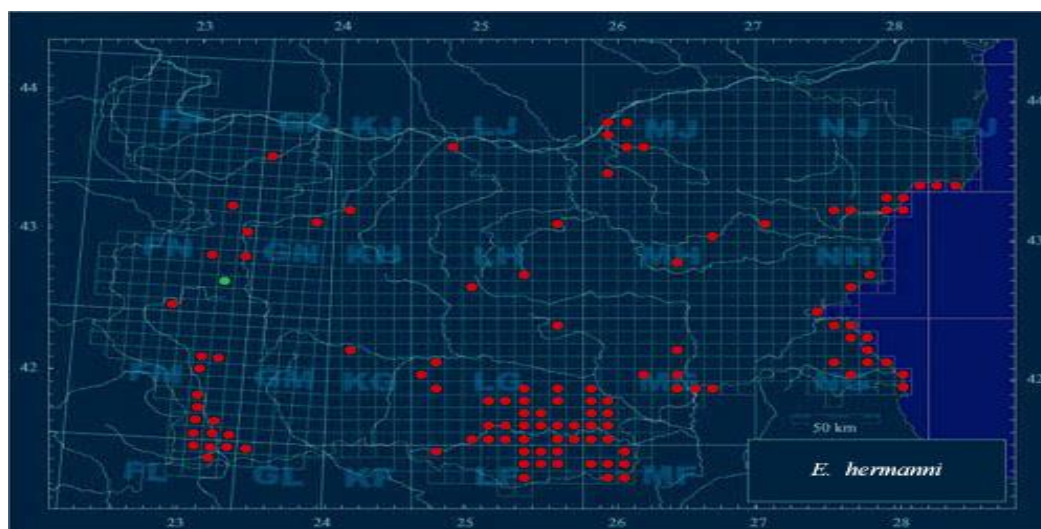 23 24 25 26 27 28
44 44
GP KJ LJ MJ NJ PJ
43 43
FN GN KH LH MH NH
42 42
FM GM KG LG MG NG
50 km
E. hermanni
FL GL KF LF MF
23 24 25 26 27 28